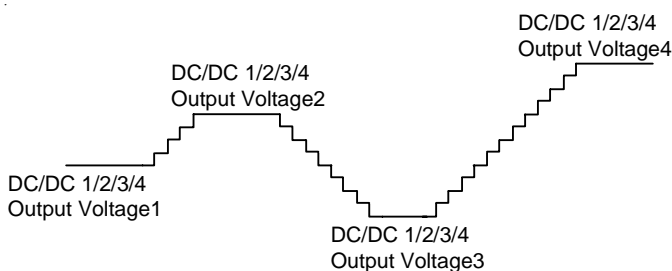 DC/DC 1/2/3/4
Output Voltage4
DC/DC 1/2/3/4
Output Voltage2
DC/DC 1/2/3/4
Output Voltage1
DC/DC 1/2/3/4
Output Voltage3